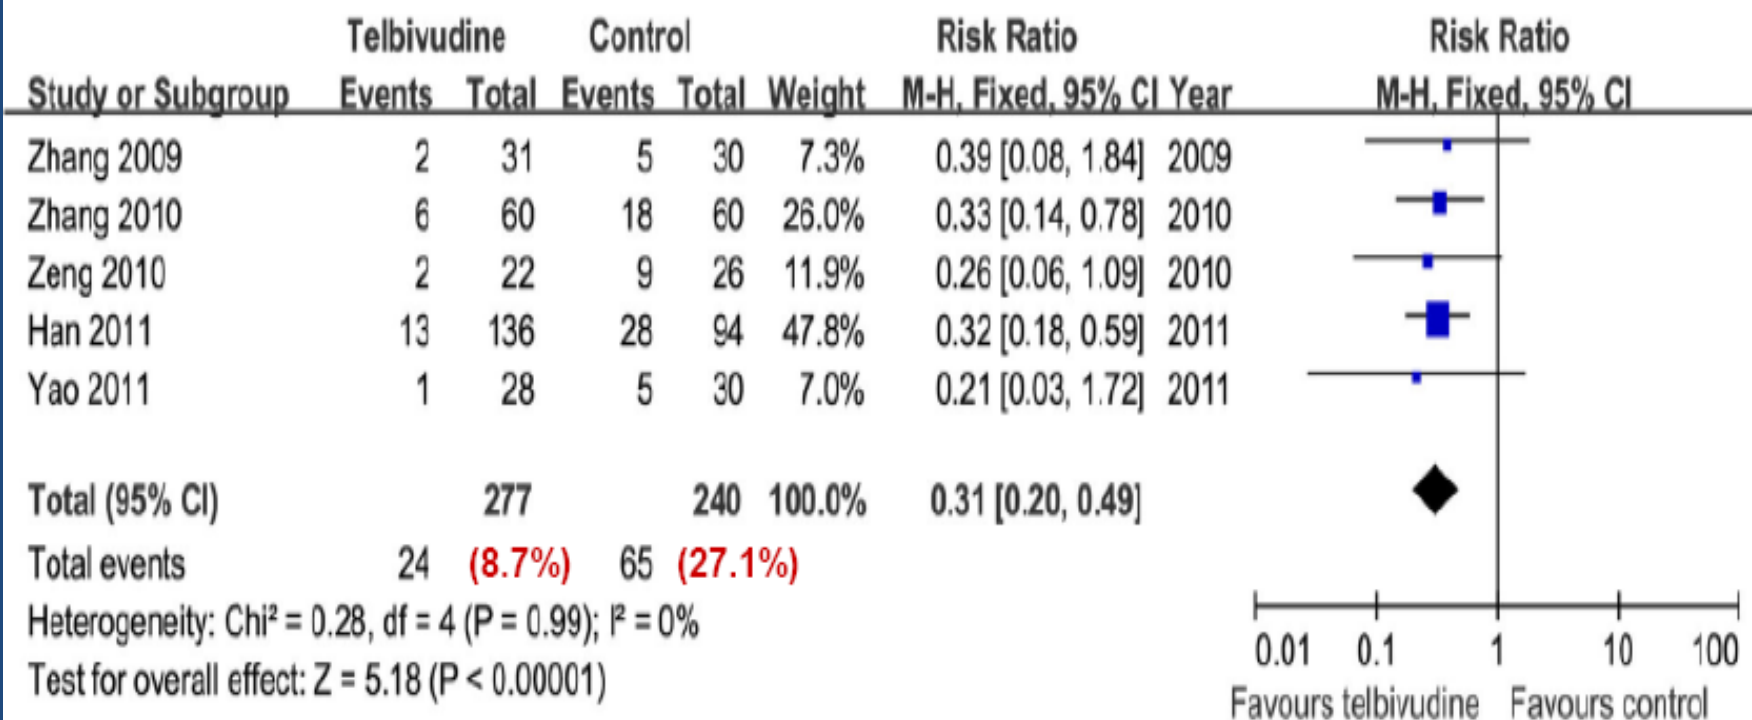 Telbivudine Control Risk Ratio Risk Ratio
Study or Subgroup Events Total Events Total Weight M-H, Fixed, 95% CI Year M-H, Fixed, 95% CI
Zhang 2009 2 31 5 30 7.3% 0.39 [0.08, 1.84] 2009
Zhang 2010 6 60 18 60 26.0% 0.33 [0.14, 0.78] 2010
Zeng 2010 2 22 9 26 11.9% 0.26 [0.06, 1.09] 2010
Han 2011 13 136 28 94 47.8% 0.32 [0.18, 0.59] 2011
Yao 2011 1 28 5 30 7.0% 0.21 [0.03, 1.72] 2011
Total (95% CI) 277 240 100.0% 0.31 [0.20, 0.49]
Total events 24 (8.7%) 65 (27.1%)
Heterogeneity: Chi² = 0.28, df = 4 (P = 0.99); I² = 0%
Test for overall effect: Z = 5.18 (P < 0.00001)
0.01 0.1 1 10 100
Favours telbivudine Favours control